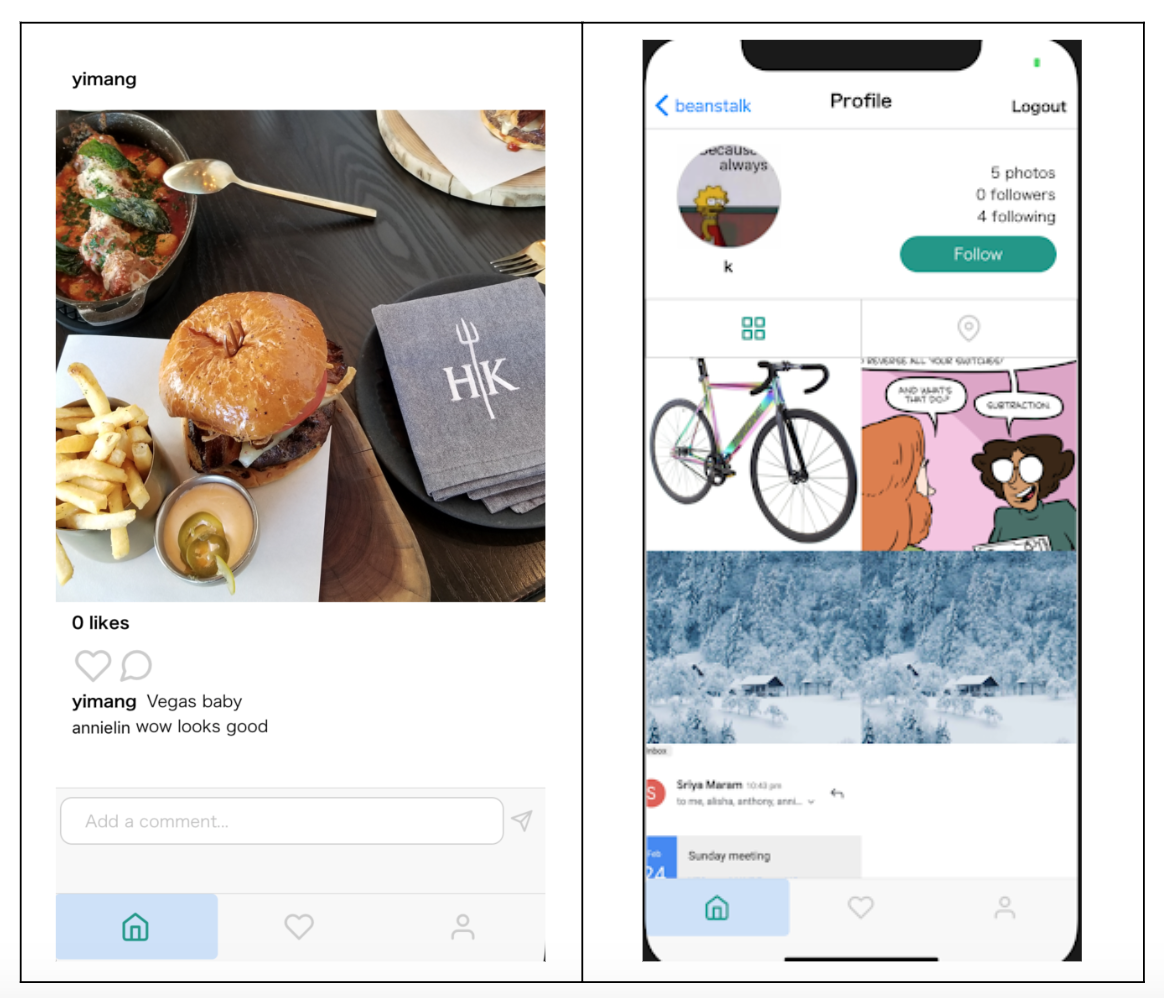 yimang
HK
0 likes
yimang Vegas baby
annielin wow looks good
Add a comment...
beanstalk
Profile
Logout
always
5 photos
0 followers
4 following
Follow
k
REVERSE ALL YOUR SWITCHES!
AND WHAT'S
THAT DO?
SUBTRACTION.
Inbox
S
Sriya Maram 10:43 pm
to me, alisha, anthony, anni...
Feb
24
Sunday meeting